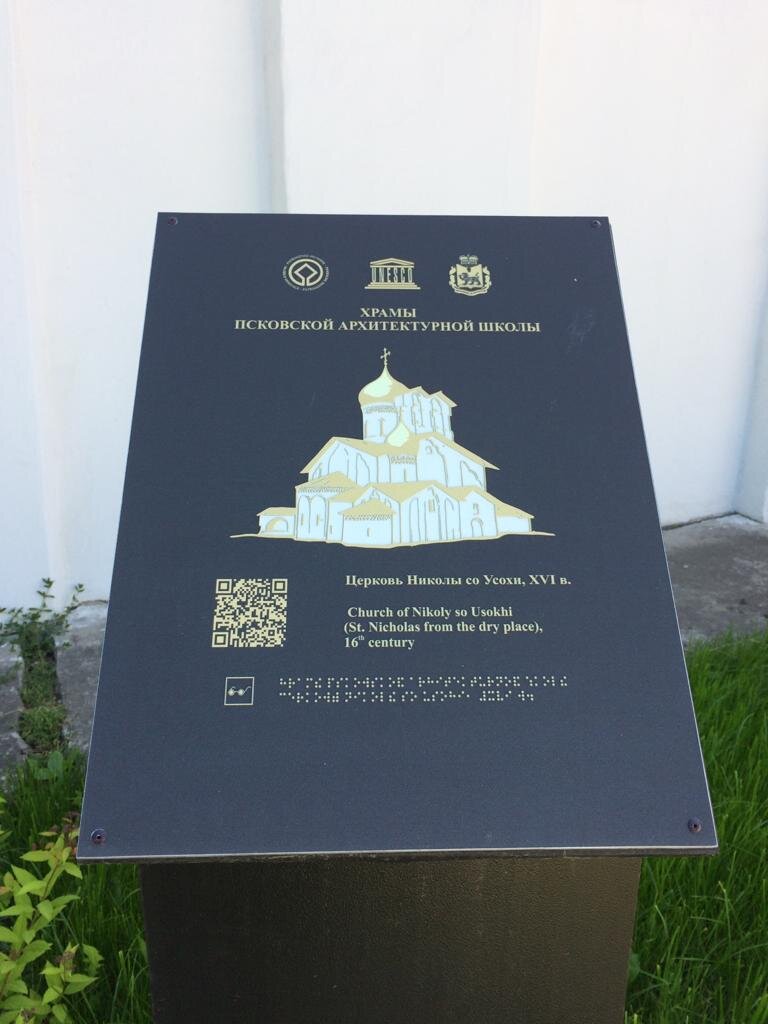 UNESCO
ХРАМЫ
ПСКОВСКОЙ АРХИТЕКТУРНОЙ ШКОЛЫ
Церковь Николы со Усохи, XVI в.
Church of Nikoly so Usokhi
(St. Nicholas from the dry place),
16th century